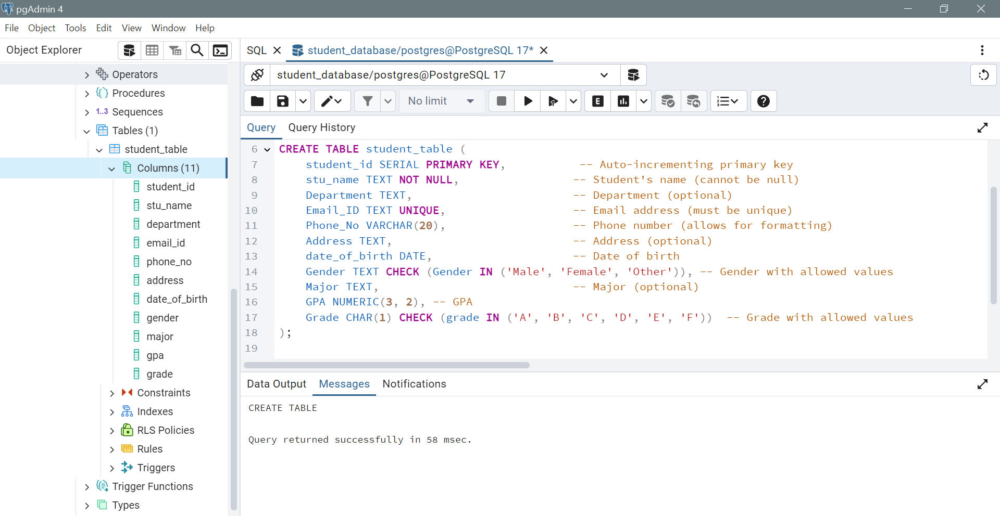 pgAdmin 4
File Object Tools Edit View Window Help
Object Explorer
Operators
Procedures
1..3 Sequences
Tables (1)
student_table
Columns (11)
student_id
stu_name
department
email_id
phone_no
address
date_of_birth
gender
major
gpa
grade
Constraints
Indexes
RLS Policies
Rules
Triggers
Trigger Functions
Types
SQL student_database/postgres@PostgreSQL 17*
student_database/postgres@PostgreSQL 17
No limit E
Query Query History
6 CREATE TABLE student_table (
7 student_id SERIAL PRIMARY KEY, -- Auto-incrementing primary key
8 stu_name TEXT NOT NULL, -- Student's name (cannot be null)
9 Department TEXT, -- Department (optional)
10 Email_ID TEXT UNIQUE, -- Email address (must be unique)
11 Phone_No VARCHAR(20), -- Phone number (allows for formatting)
12 Address TEXT, -- Address (optional)
13 date_of_birth DATE, -- Date of birth
14 Gender TEXT CHECK (Gender IN ('Male', 'Female', 'Other')), -- Gender with allowed values
15 Major TEXT, -- Major (optional)
16 GPA NUMERIC(3, 2), -- GPA
17 Grade CHAR(1) CHECK (grade IN ('A', 'B', 'C', 'D', 'E', 'F')) -- Grade with allowed values
18 );
19
Data Output Messages Notifications
CREATE TABLE
Query returned successfully in 58 msec.